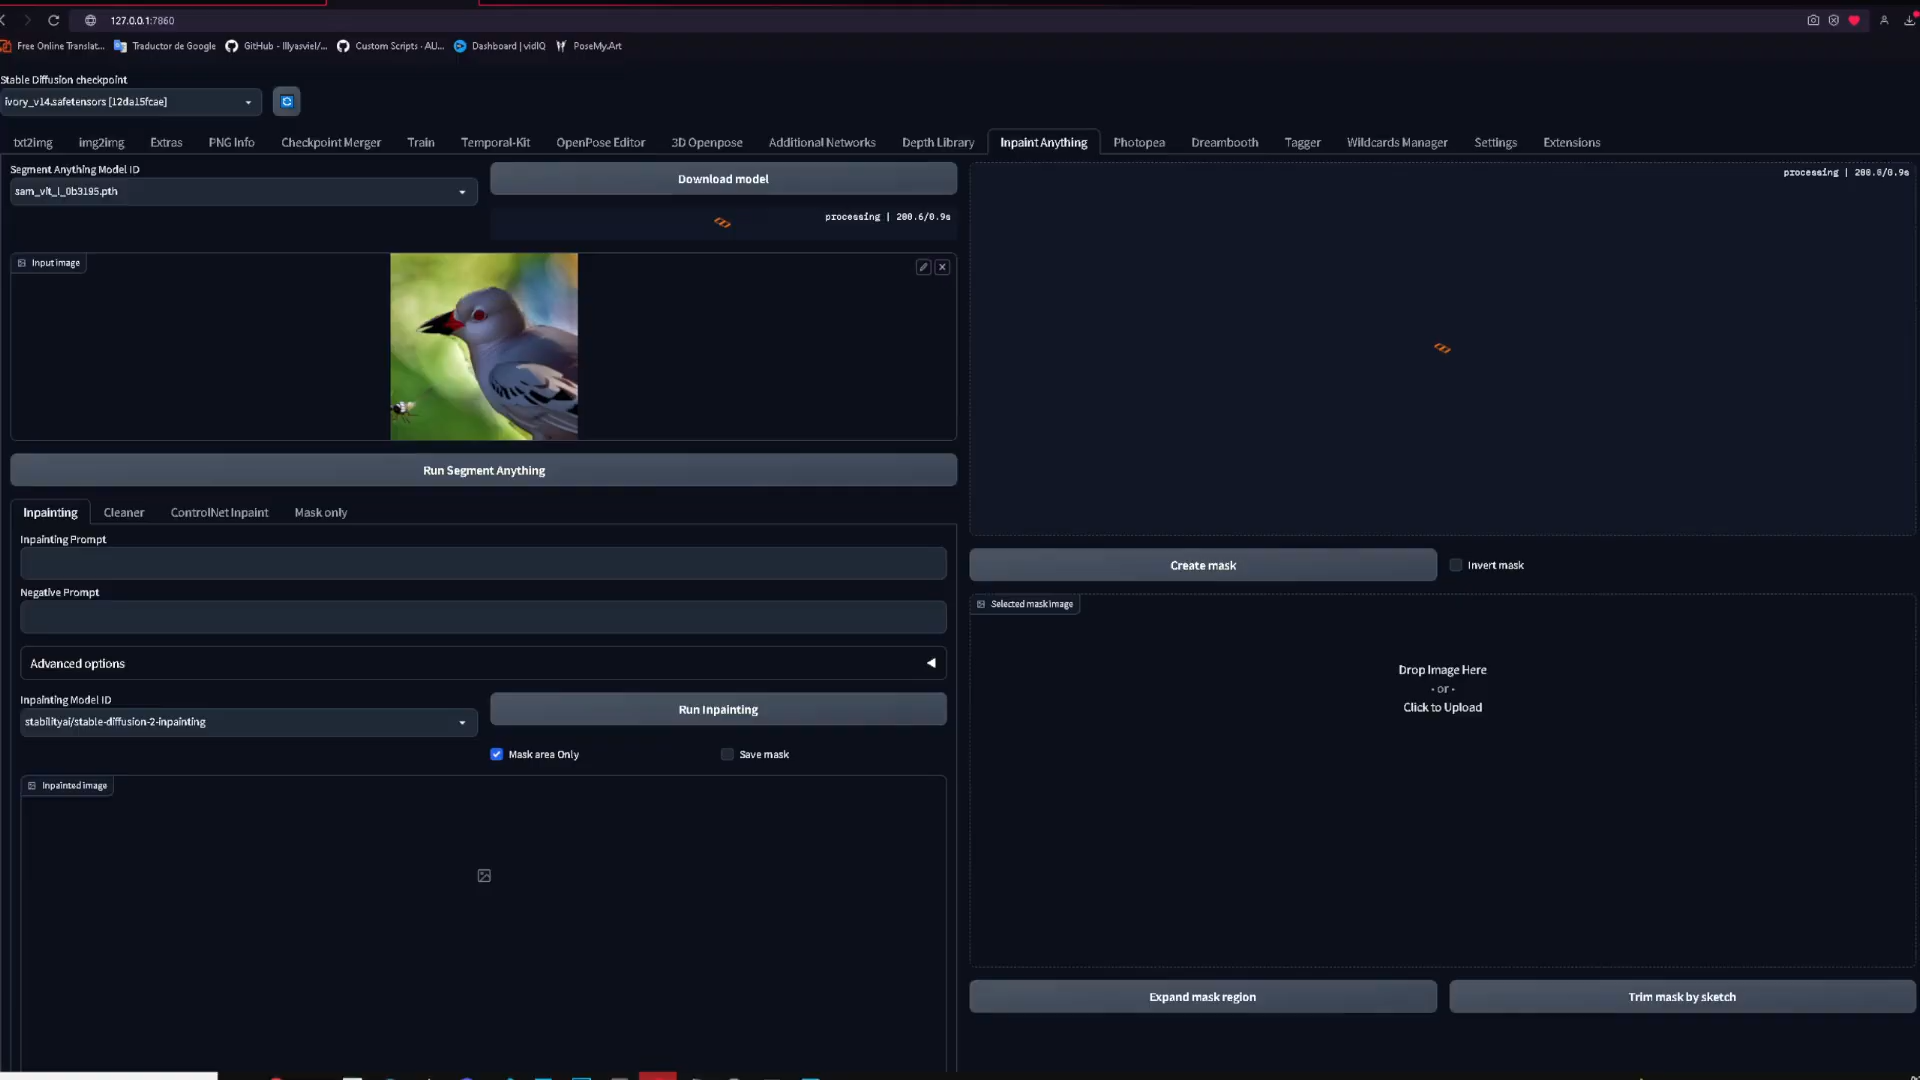 127.0.0.1:7860
Free Online Translat... Traductor de Google GitHub - lllyasviel/... Custom Scripts - AU... Dashboard | vidIQ PoseMy.Art
Stable Diffusion checkpoint
ivory_v14.safetensors [12da15fcae]
txt2img img2img Extras PNG Info Checkpoint Merger Train Temporal-Kit OpenPose Editor 3D Openpose Additional Networks Depth Library Inpaint Anything Photopea Dreambooth Tagger Wildcards Manager Settings Extensions
Segment Anything Model ID
sam_vit_l_0b3195.pth
Download model
processing | 200.6/0.9s
processing | 200.0/0.9s
Input image
Run Segment Anything
Inpainting Cleaner ControlNet Inpaint Mask only
Inpainting Prompt
Negative Prompt
Advanced options
Inpainting Model ID
stabilityai/stable-diffusion-2-inpainting
Run Inpainting
Mask area Only Save mask
Inpainted image
Create mask Invert mask
Selected mask image
Drop Image Here
- or -
Click to Upload
Expand mask region Trim mask by sketch